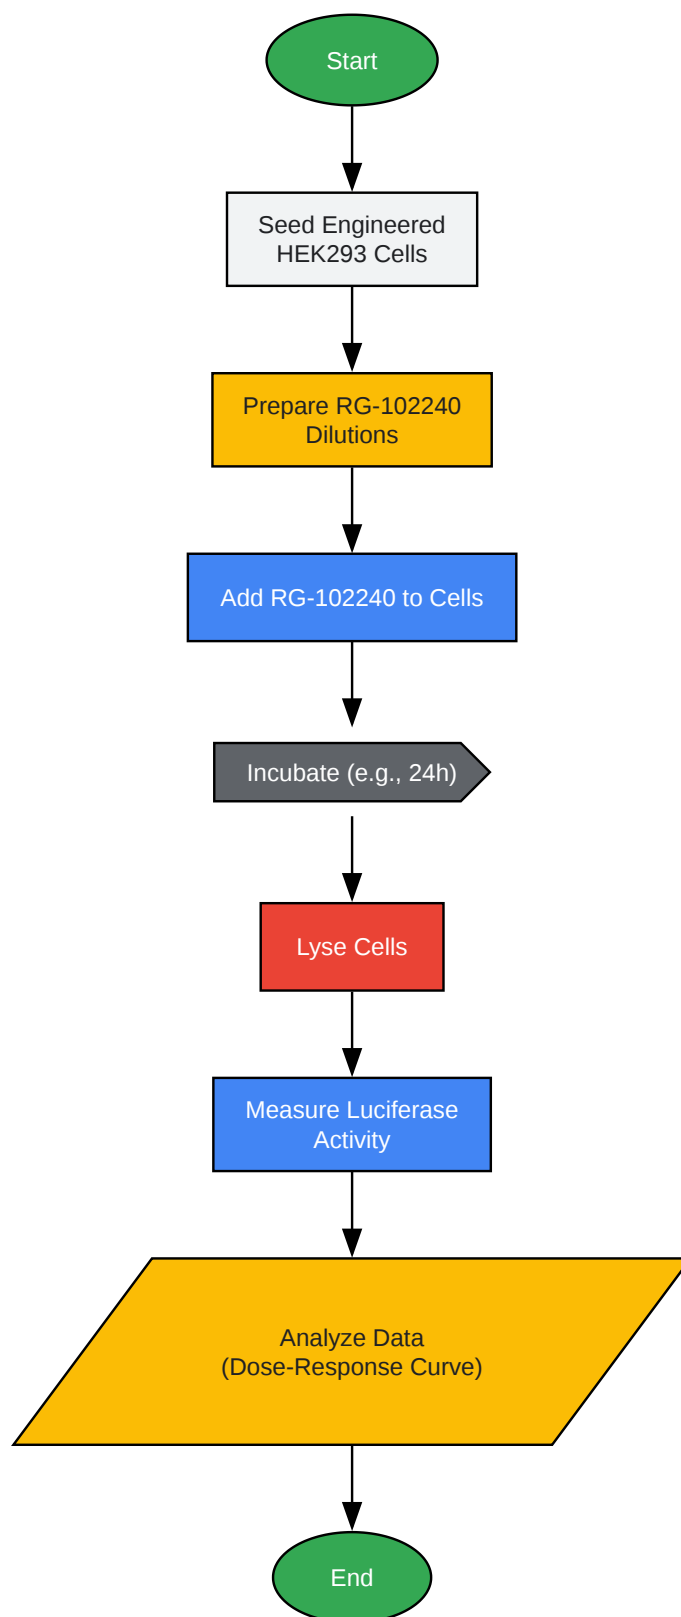 Start
Seed Engineered
HEK293 Cells
Prepare RG-102240
Dilutions
Add RG-102240 to Cells
Incubate (e.g., 24h)
Lyse Cells
Measure Luciferase
Activity
Analyze Data
(Dose-Response Curve)
End